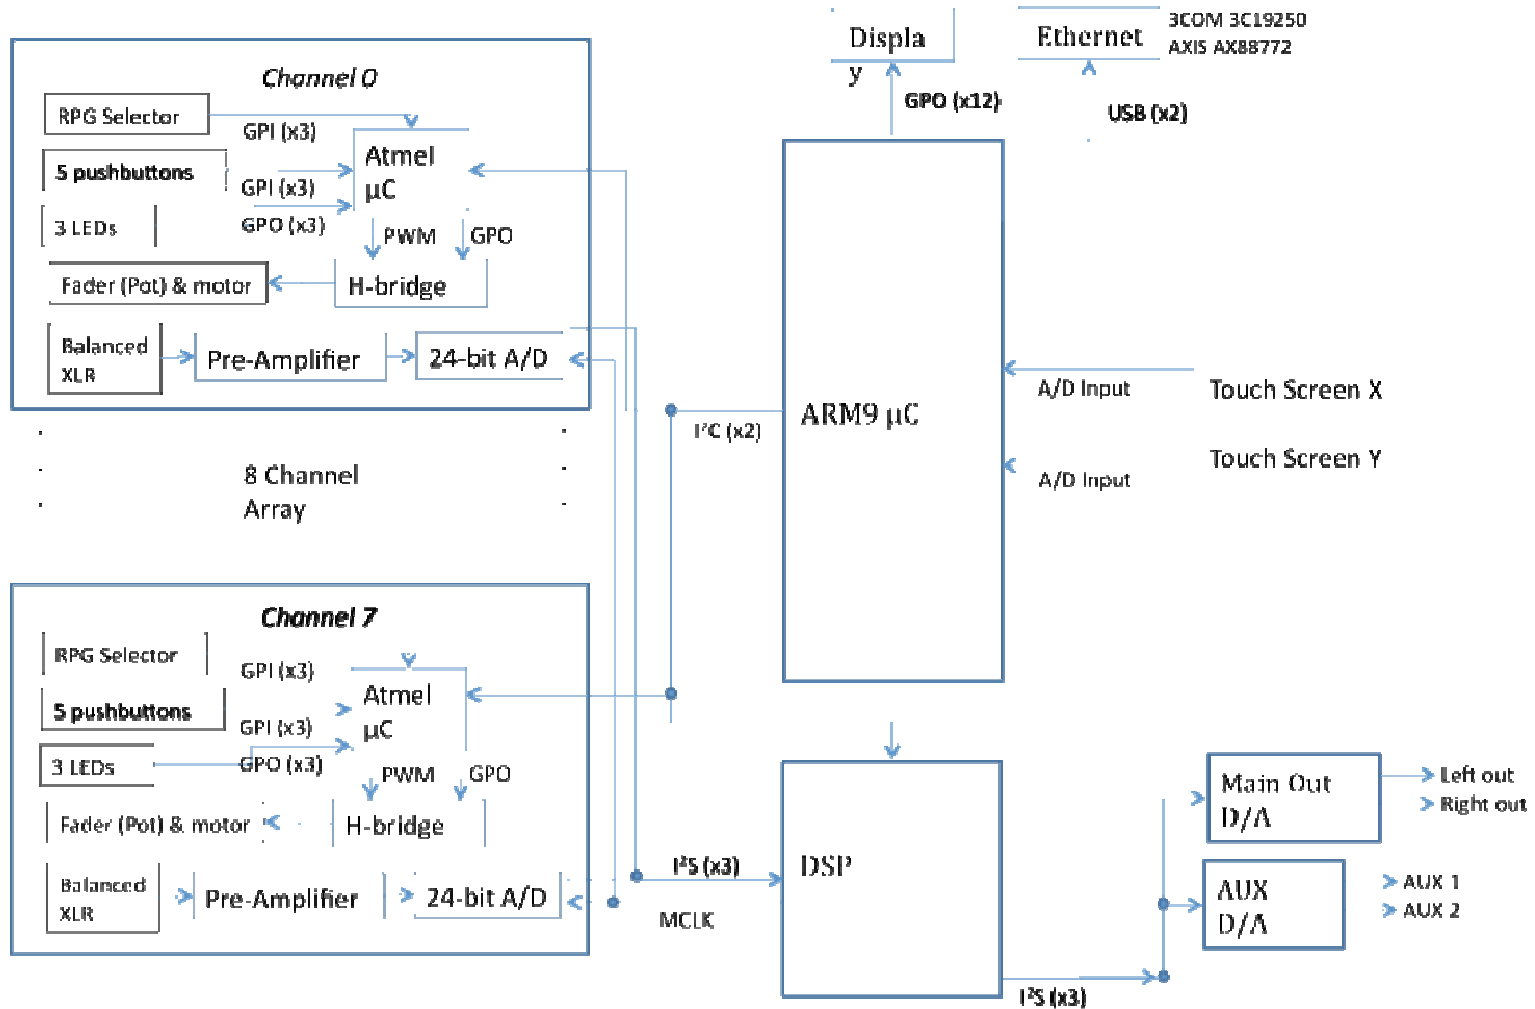 Displa
y
Ethernet
3COM 3C19250
AXIS AX88772
GPO (x12)
USB (x2)
Channel 0
RPG Selector
GPI (x3)
5 pushbuttons
GPI (x3)
3 LEDs
GPO (x3)
Atmel
µC
PWM
GPO
Fader (Pot) & motor
H-bridge
Balanced
XLR
Pre-Amplifier
24-bit A/D
8 Channel
Array
I²C (x2)
ARM9 µC
A/D Input
Touch Screen X
A/D Input
Touch Screen Y
Channel 7
RPG Selector
GPI (x3)
5 pushbuttons
GPI (x3)
3 LEDs
GPO (x3)
Atmel
µC
PWM
GPO
Fader (Pot) & motor
H-bridge
Balanced
XLR
Pre-Amplifier
24-bit A/D
I²S (x3)
MCLK
DSP
I²S (x3)
Main Out
D/A
Left out
Right out
AUX
D/A
AUX 1
AUX 2